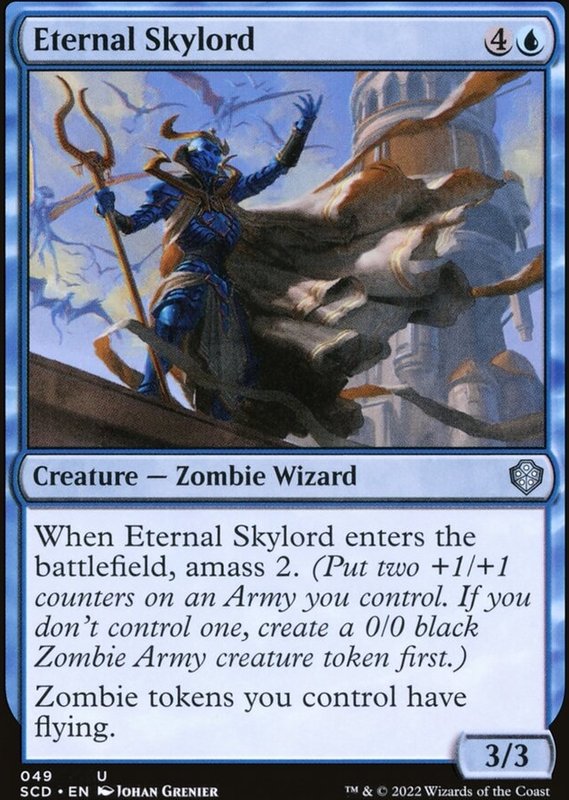 Eternal Skylord 4
Creature — Zombie Wizard
When Eternal Skylord enters the
battlefield, amass 2. (Put two +1/+1
counters on an Army you control. If you
don't control one, create a 0/0 black
Zombie Army creature token first.)
Zombie tokens you control have
flying.
3/3
049 U
SCD • EN Johan Grenier
™ & © 2022 Wizards of the Coast